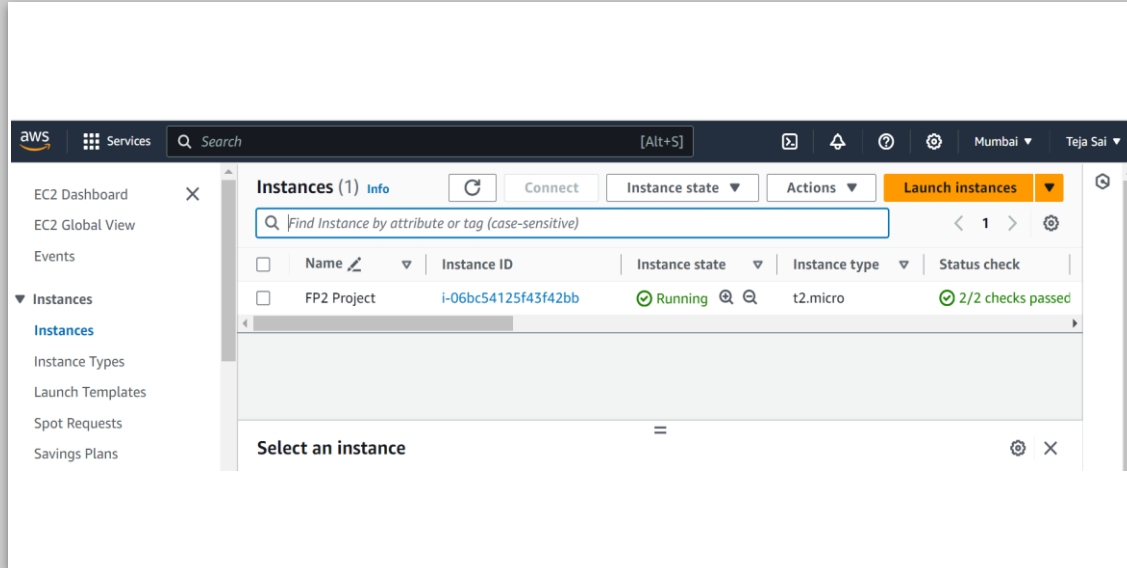 aws Services Search [Alt+S] Mumbai Teja Sai
EC2 Dashboard
EC2 Global View
Events
Instances
Instances
Instance Types
Launch Templates
Spot Requests
Savings Plans
Instances (1) Info Connect Instance state Actions Launch instances
Find Instance by attribute or tag (case-sensitive) 1
Name Instance ID Instance state Instance type Status check
FP2 Project i-06bc54125f43f42bb Running t2.micro 2/2 checks passed
Select an instance